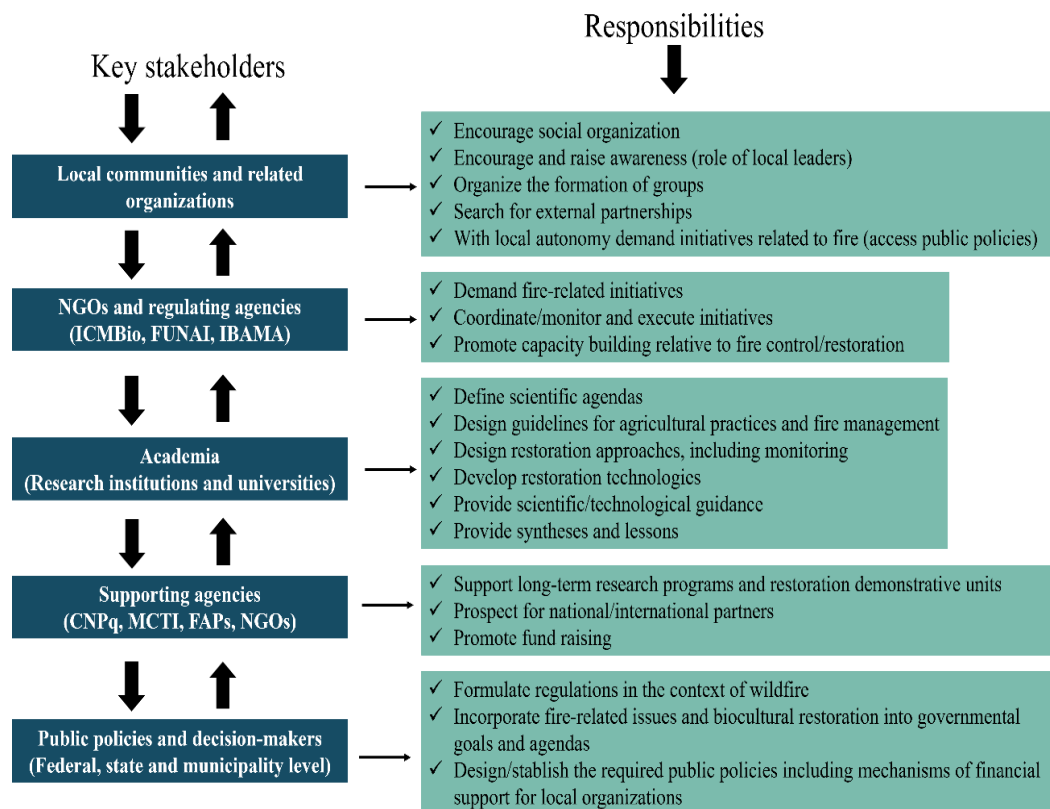 Key stakeholders
Responsibilities
Local communities and related
organizations
✓ Encourage social organization
✓ Encourage and raise awareness (role of local leaders)
✓ Organize the formation of groups
✓ Search for external partnerships
✓ With local autonomy demand initiatives related to fire (access public policies)
NGOs and regulating agencies
(ICMBio, FUNAI, IBAMA)
✓ Demand fire-related initiatives
✓ Coordinate/monitor and execute initiatives
✓ Promote capacity building relative to fire control/restoration
Academia
(Research institutions and universities)
✓ Define scientific agendas
✓ Design guidelines for agricultural practices and fire management
✓ Design restoration approaches, including monitoring
✓ Develop restoration technologies
✓ Provide scientific/technological guidance
✓ Provide syntheses and lessons
Supporting agencies
(CNPq, MCTI, FAPs, NGOs)
✓ Support long-term research programs and restoration demonstrative units
✓ Prospect for national/international partners
✓ Promote fund raising
Public policies and decision-makers
(Federal, state and municipality level)
✓ Formulate regulations in the context of wildfire
✓ Incorporate fire-related issues and biocultural restoration into governmental
goals and agendas
✓ Design/stablish the required public policies including mechanisms of financial
support for local organizations